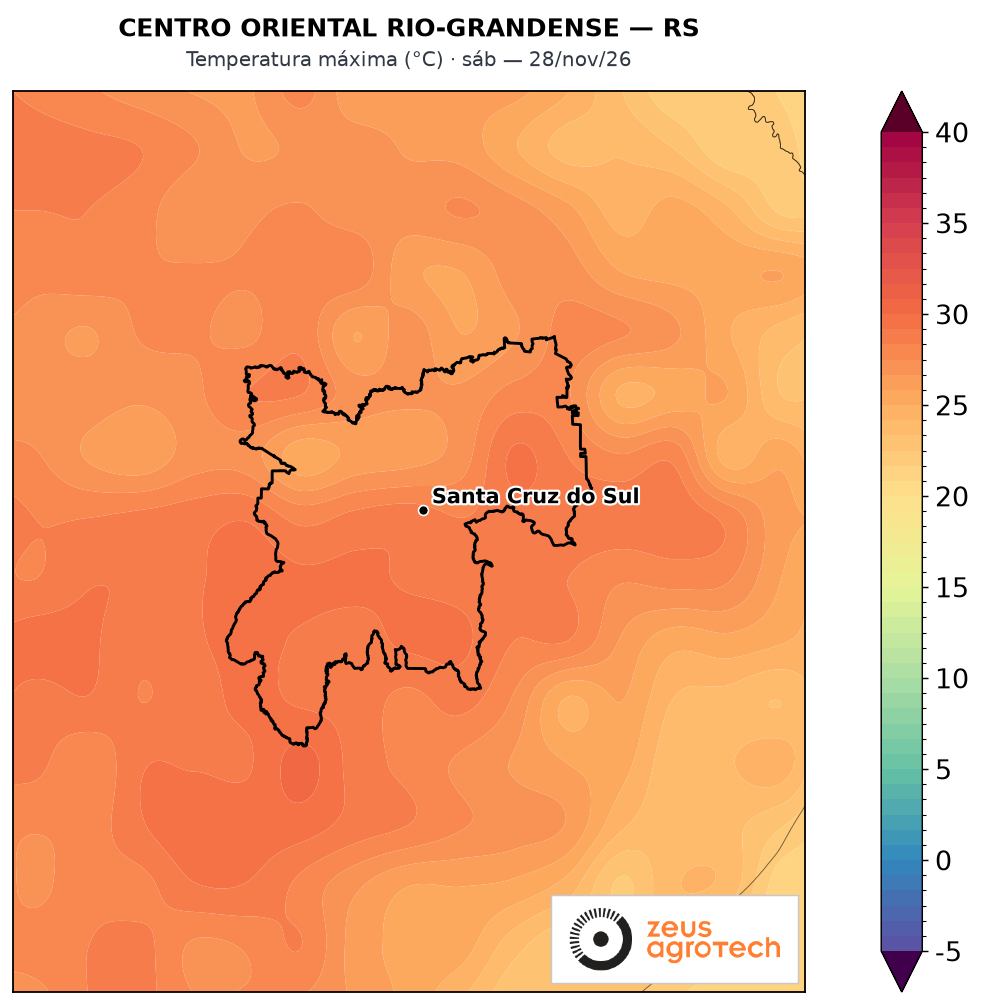 CENTRO ORIENTAL RIO-GRANDENSE — RS
Temperatura máxima (°C) · sáb — 28/nov/26
Santa Cruz do Sul
40
35
30
25
20
15
10
5
0
-5
zeus
agrotech